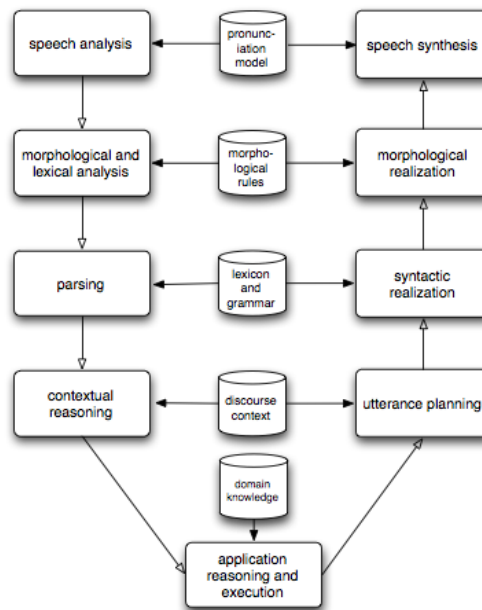 speech analysis
pronunc-
iation
model
speech synthesis
morphological and
lexical analysis
morpho-
logical
rules
morphological
realization
parsing
lexicon
and
grammar
syntactic
realization
contextual
reasoning
discourse
context
utterance planning
domain
knowledge
application
reasoning and
execution